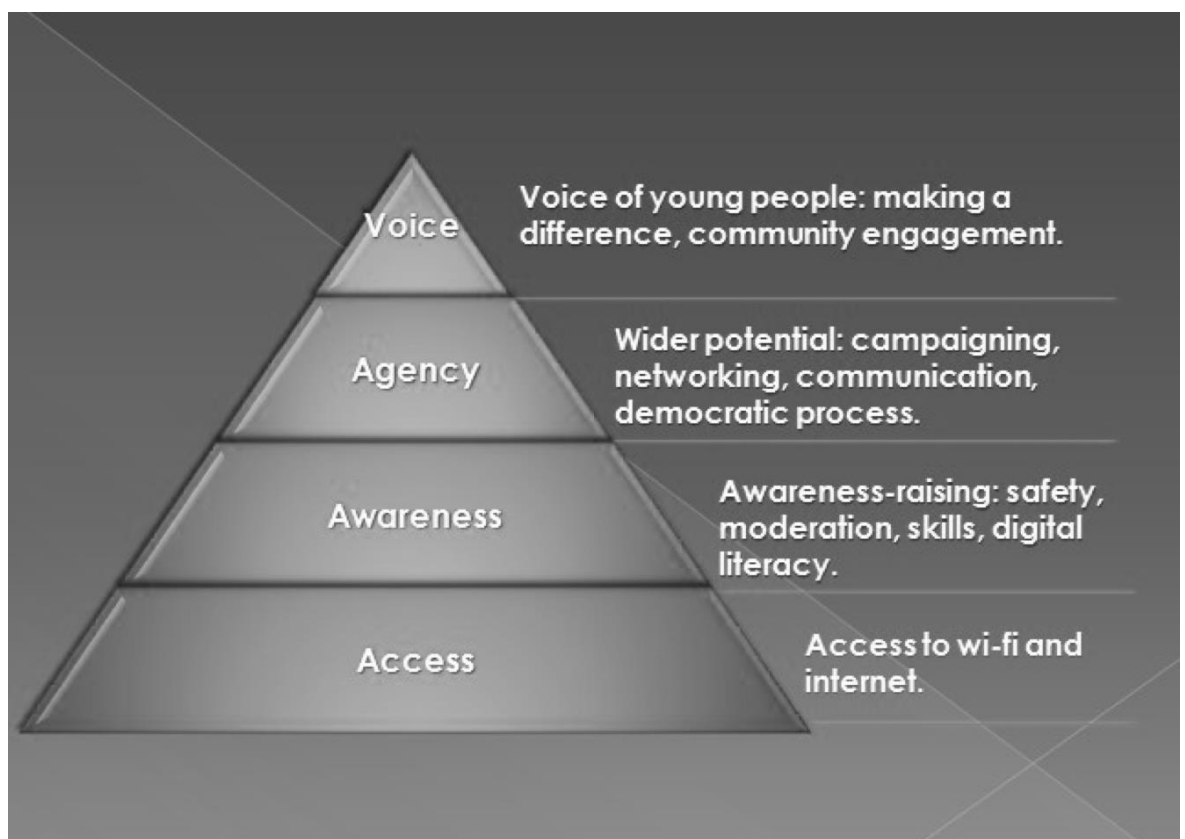 Voice
Voice of young people: making a
difference, community engagement.
Agency
Wider potential: campaigning,
networking, communication,
democratic process.
Awareness
Awareness-raising: safety,
moderation, skills, digital
literacy.
Access
Access to wi-fi and
internet.